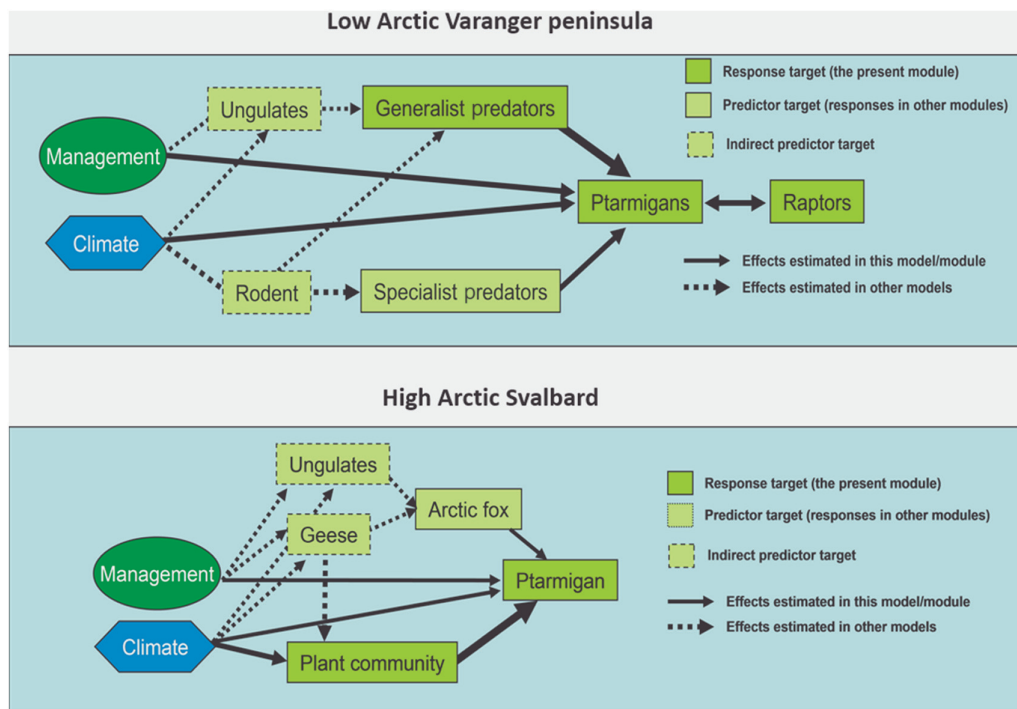 Low Arctic Varanger peninsula
Ungulates
Generalist predators
Management
Ptarmigans
Raptors
Climate
Rodent
Specialist predators
Response target (the present module)
Predictor target (responses in other modules)
Indirect predictor target
Effects estimated in this model/module
Effects estimated in other models
High Arctic Svalbard
Ungulates
Arctic fox
Geese
Management
Ptarmigan
Climate
Plant community
Response target (the present module)
Predictor target (responses in other modules)
Indirect predictor target
Effects estimated in this model/module
Effects estimated in other models